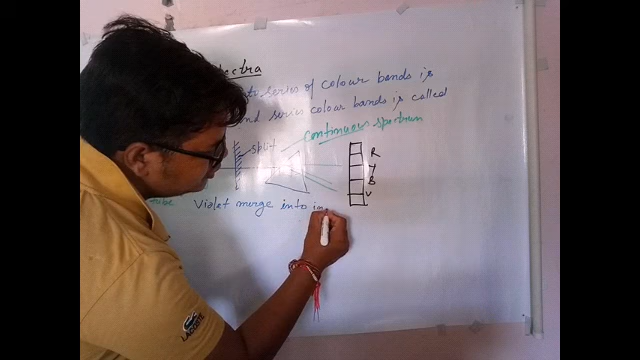 ectra
series of colour bands is
and series colour bands is called
continuous spectrum
split
R
Y
B
V
Violet merge into in
LACOSTE